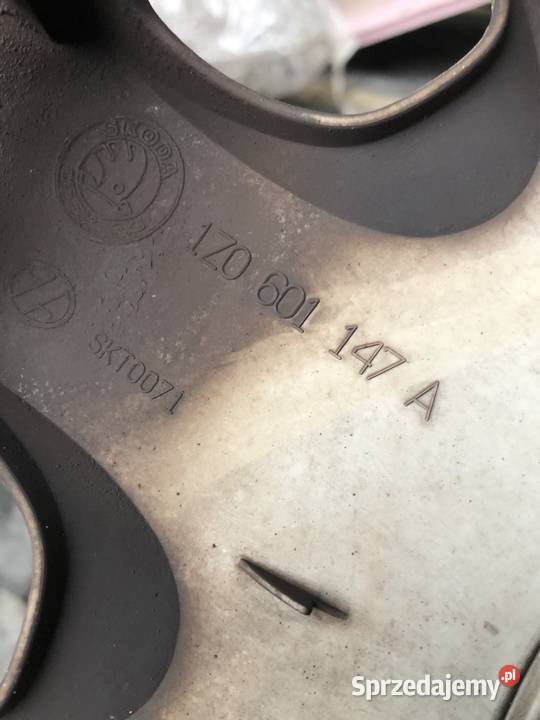 ŠKODA
1Z0 601 147 A
SKT0071
Sprzedajemy.pl